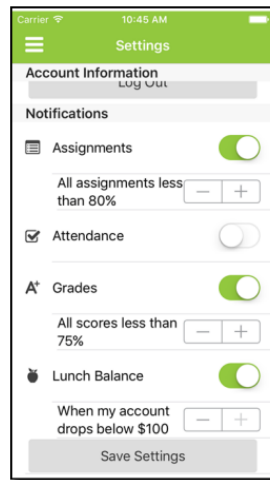 Carrier 10:45 AM
Settings
Account Information
Log Out
Notifications
Assignments
All assignments less
than 80%
Attendance
A+ Grades
All scores less than
75%
Lunch Balance
When my account
drops below $100
Save Settings